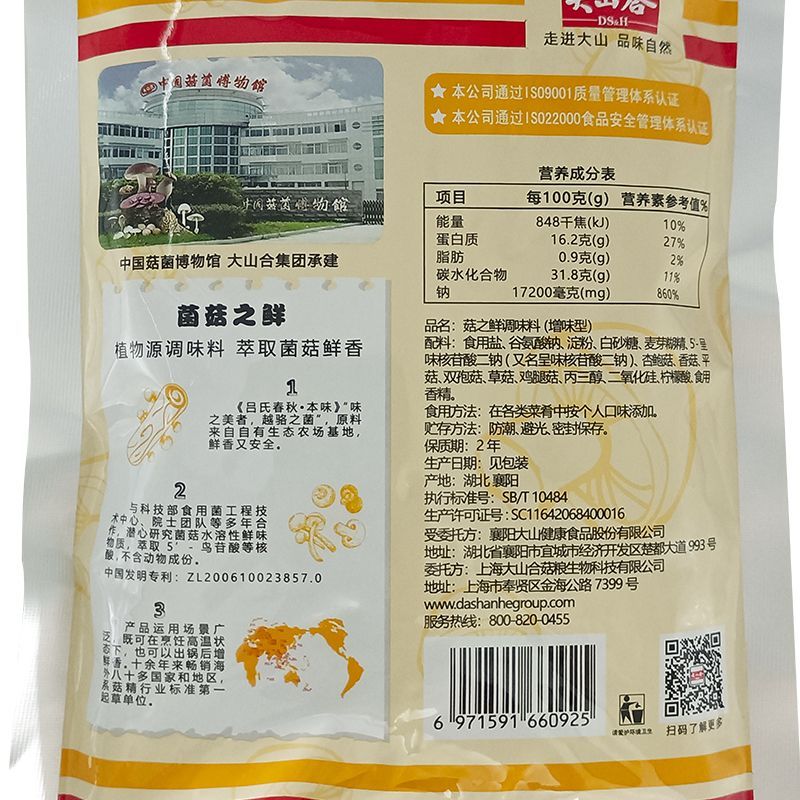 大山合
DS&H
走进大山 品味自然
中国菇菌博物馆
中国菇菌博物馆
中国菇菌博物馆 大山合集团承建
★ 本公司通过ISO9001质量管理体系认证
★ 本公司通过ISO22000食品安全管理体系认证
营养成分表
项目 每100克(g) 营养素参考值%
能量 848千焦(kJ) 10%
蛋白质 16.2克(g) 27%
脂肪 0.9克(g) 2%
碳水化合物 31.8克(g) 11%
钠 17200毫克(mg) 860%
菌菇之鲜
植物源调味料 萃取菌菇鲜香
1
《吕氏春秋·本味》“味
之美者，越骆之菌”，原料
来自自有生态农场基地，
鲜香又安全。
2
与科技部食用菌工程技
术中心、院士团队等多年合
作，潜心研究菌菇水溶性鲜味
物质，萃取 5’-鸟苷酸等核
酸，不含动物成份。
中国发明专利：ZL200610023857.0
3
产品运用场景广
泛，既可在烹饪高温状
态下，也可以出锅后增
鲜香。十余年来畅销海
外八十多国家和地区，
系菇精行业标准第一
起草单位。
品名：菇之鲜调味料 (增味型)
配料：食用盐、谷氨酸钠、淀粉、白砂糖、麦芽糊精、5'-呈
味核苷酸二钠 ( 又名呈味核苷酸二钠 )、杏鲍菇、香菇、平
菇、双孢菇、草菇、鸡腿菇、丙三醇、二氧化硅、柠檬酸、食用
香精。
食用方法：在各类菜肴中按个人口味添加。
贮存方法：防潮、避光、密封保存。
保质期：2 年
生产日期：见包装
产地：湖北 襄阳
执行标准号：SB/T 10484
生产许可证号：SC11642068400016
受委托方：襄阳大山健康食品股份有限公司
地址：湖北省襄阳市宜城市经济开发区楚都大道 993 号
委托方：上海大山合菇粮生物科技有限公司
地址：上海市奉贤区金海公路 7399 号
www.dashanhegroup.com
服务热线：800-820-0455
6 971591 660925
请爱护环境卫生
扫码了解更多